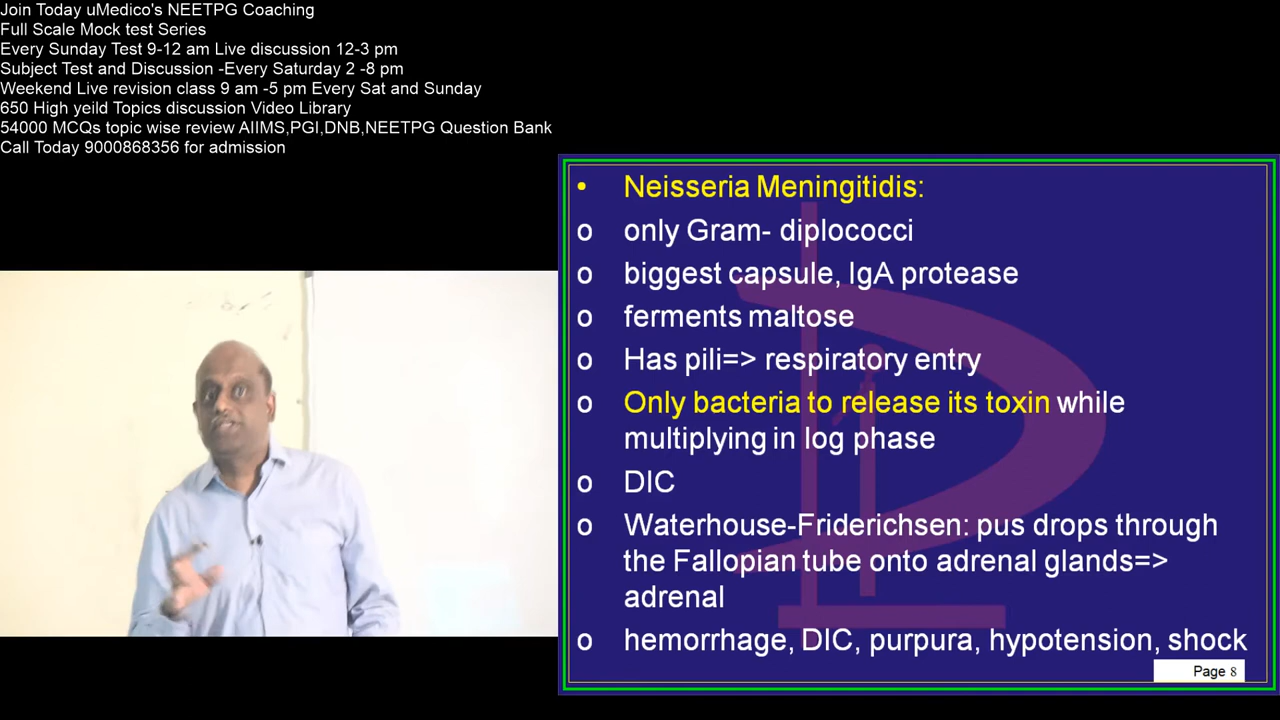 Join Today uMedico's NEETPG Coaching
Full Scale Mock test Series
Every Sunday Test 9-12 am Live discussion 12-3 pm
Subject Test and Discussion -Every Saturday 2 -8 pm
Weekend Live revision class 9 am -5 pm Every Sat and Sunday
650 High yeild Topics discussion Video Library
54000 MCQs topic wise review AIIMS,PGI,DNB,NEETPG Question Bank
Call Today 9000868356 for admission
• Neisseria Meningitidis:
o only Gram- diplococci
o biggest capsule, IgA protease
o ferments maltose
o Has pili=> respiratory entry
o Only bacteria to release its toxin while
multiplying in log phase
o DIC
o Waterhouse-Friderichsen: pus drops through
the Fallopian tube onto adrenal glands=>
adrenal
o hemorrhage, DIC, purpura, hypotension, shock
Page 8